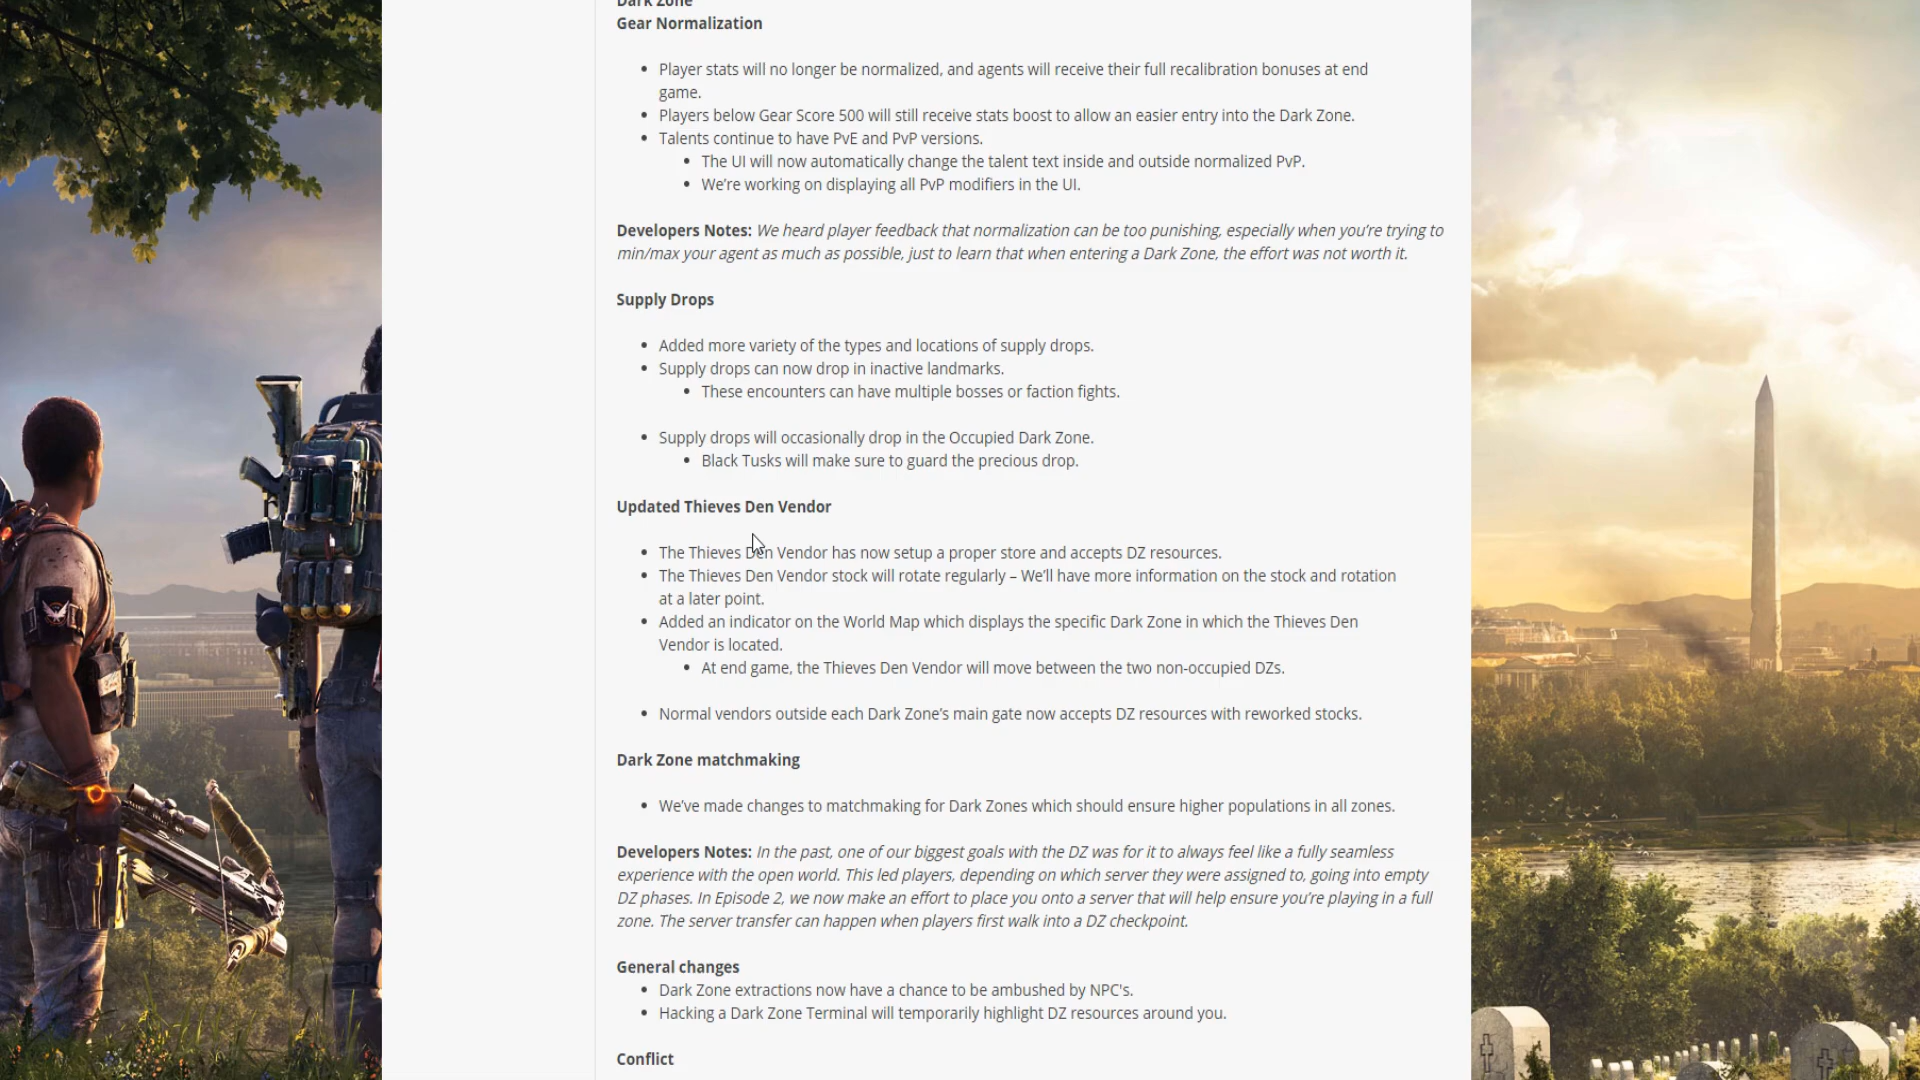 Dark Zone
Gear Normalization
• Player stats will no longer be normalized, and agents will receive their full recalibration bonuses at end
game.
• Players below Gear Score 500 will still receive stats boost to allow an easier entry into the Dark Zone.
• Talents continue to have PvE and PvP versions.
• The UI will now automatically change the talent text inside and outside normalized PvP.
• We're working on displaying all PvP modifiers in the UI.
Developers Notes: We heard player feedback that normalization can be too punishing, especially when you're trying to
min/max your agent as much as possible, just to learn that when entering a Dark Zone, the effort was not worth it.
Supply Drops
• Added more variety of the types and locations of supply drops.
• Supply drops can now drop in inactive landmarks.
• These encounters can have multiple bosses or faction fights.
• Supply drops will occasionally drop in the Occupied Dark Zone.
• Black Tusks will make sure to guard the precious drop.
Updated Thieves Den Vendor
• The Thieves Den Vendor has now setup a proper store and accepts DZ resources.
• The Thieves Den Vendor stock will rotate regularly – We'll have more information on the stock and rotation
at a later point.
• Added an indicator on the World Map which displays the specific Dark Zone in which the Thieves Den
Vendor is located.
• At end game, the Thieves Den Vendor will move between the two non-occupied DZs.
• Normal vendors outside each Dark Zone's main gate now accepts DZ resources with reworked stocks.
Dark Zone matchmaking
• We've made changes to matchmaking for Dark Zones which should ensure higher populations in all zones.
Developers Notes: In the past, one of our biggest goals with the DZ was for it to always feel like a fully seamless
experience with the open world. This led players, depending on which server they were assigned to, going into empty
DZ phases. In Episode 2, we now make an effort to place you onto a server that will help ensure you're playing in a full
zone. The server transfer can happen when players first walk into a DZ checkpoint.
General changes
• Dark Zone extractions now have a chance to be ambushed by NPC's.
• Hacking a Dark Zone Terminal will temporarily highlight DZ resources around you.
Conflict